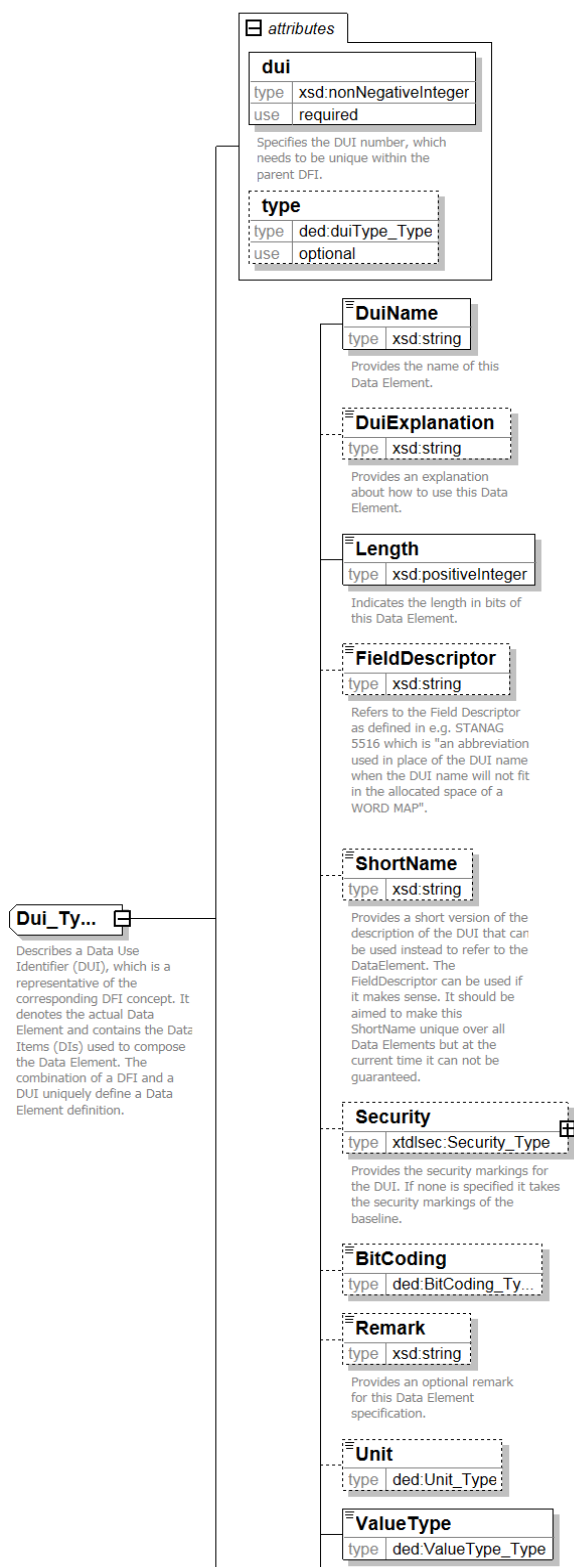 attributes
dui
type xsd:nonNegativeInteger
use required
Specifies the DUI number, which
needs to be unique within the
parent DFI.
type
type ded:duiType_Type
use optional
DuiName
type xsd:string
Provides the name of this
Data Element.
DuiExplanation
type xsd:string
Provides an explanation
about how to use this Data
Element.
Length
type xsd:positiveInteger
Indicates the length in bits of
this Data Element.
FieldDescriptor
type xsd:string
Refers to the Field Descriptor
as defined in e.g. STANAG
5516 which is "an abbreviation
used in place of the DUI name
when the DUI name will not fit
in the allocated space of a
WORD MAP".
ShortName
type xsd:string
Provides a short version of the
description of the DUI that can
be used instead to refer to the
DataElement. The
FieldDescriptor can be used if
it makes sense. It should be
aimed to make this
ShortName unique over all
Data Elements but at the
current time it can not be
guaranteed.
Dui_Ty...
Describes a Data Use
Identifier (DUI), which is a
representative of the
corresponding DFI concept. It
denotes the actual Data
Element and contains the Data
Items (DIs) used to compose
the Data Element. The
combination of a DFI and a
DUI uniquely define a Data
Element definition.
Security
type xtdlsec:Security_Type
Provides the security markings for
the DUI. If none is specified it takes
the security markings of the
baseline.
BitCoding
type ded:BitCoding_Ty...
Remark
type xsd:string
Provides an optional remark
for this Data Element
specification.
Unit
type ded:Unit_Type
ValueType
type ded:ValueType_Type